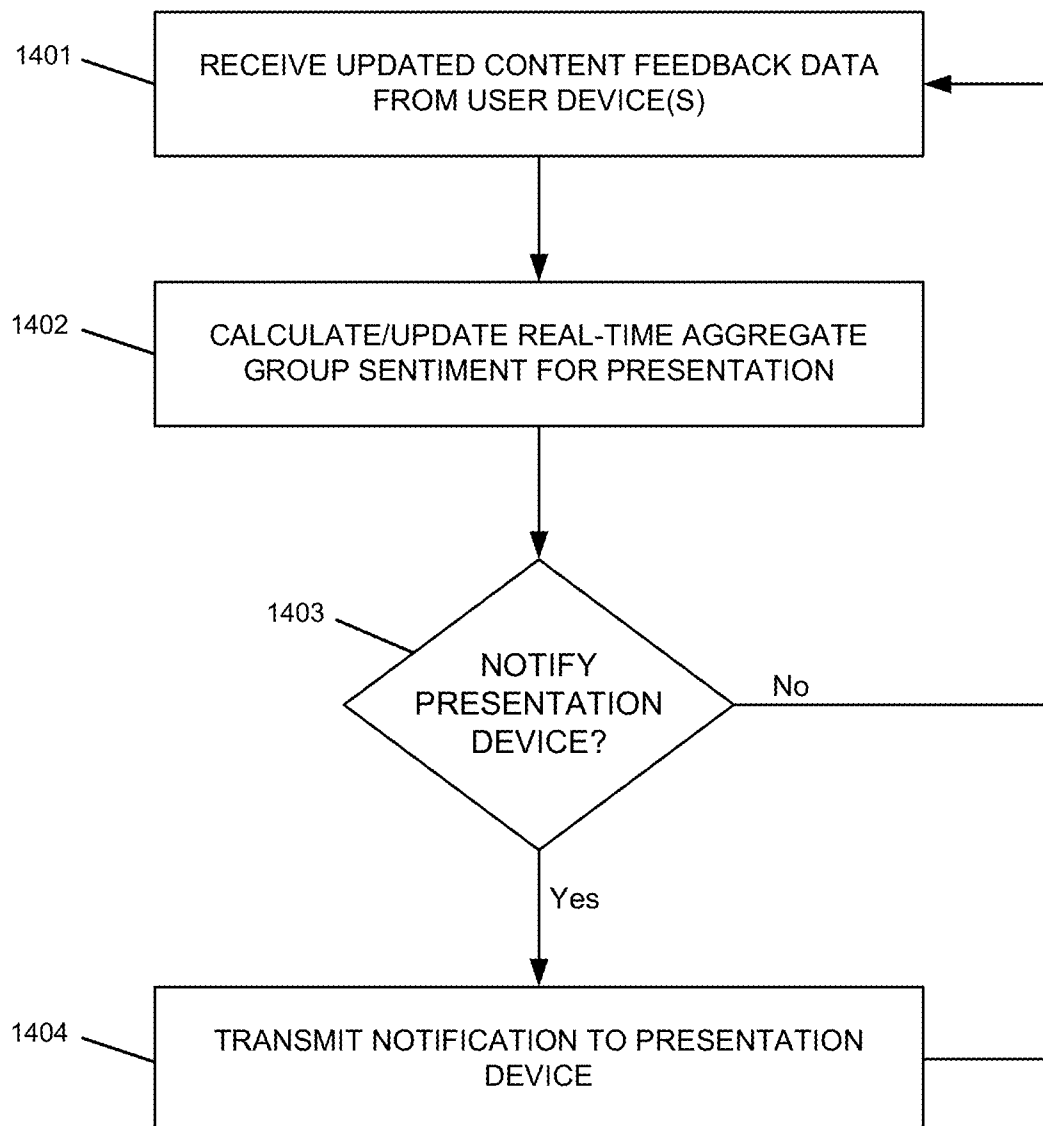 1401
RECEIVE UPDATED CONTENT FEEDBACK DATA
FROM USER DEVICE(S)
1402
CALCULATE/UPDATE REAL-TIME AGGREGATE
GROUP SENTIMENT FOR PRESENTATION
1403
NOTIFY
PRESENTATION
DEVICE?
No
Yes
1404
TRANSMIT NOTIFICATION TO PRESENTATION
DEVICE